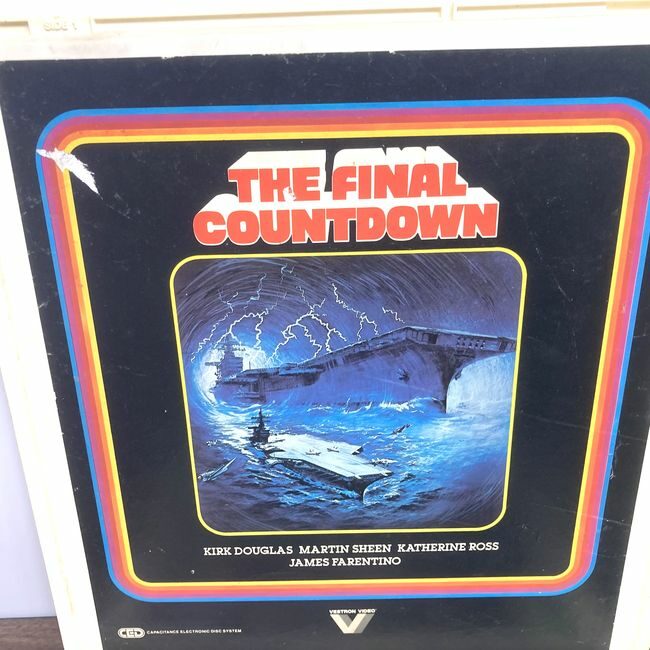 SIDE 1
THE FINAL
COUNTDOWN
KIRK DOUGLAS MARTIN SHEEN KATHERINE ROSS
JAMES FARENTINO
VESTRON VIDEO
V
CED CAPACITANCE ELECTRONIC DISC SYSTEM